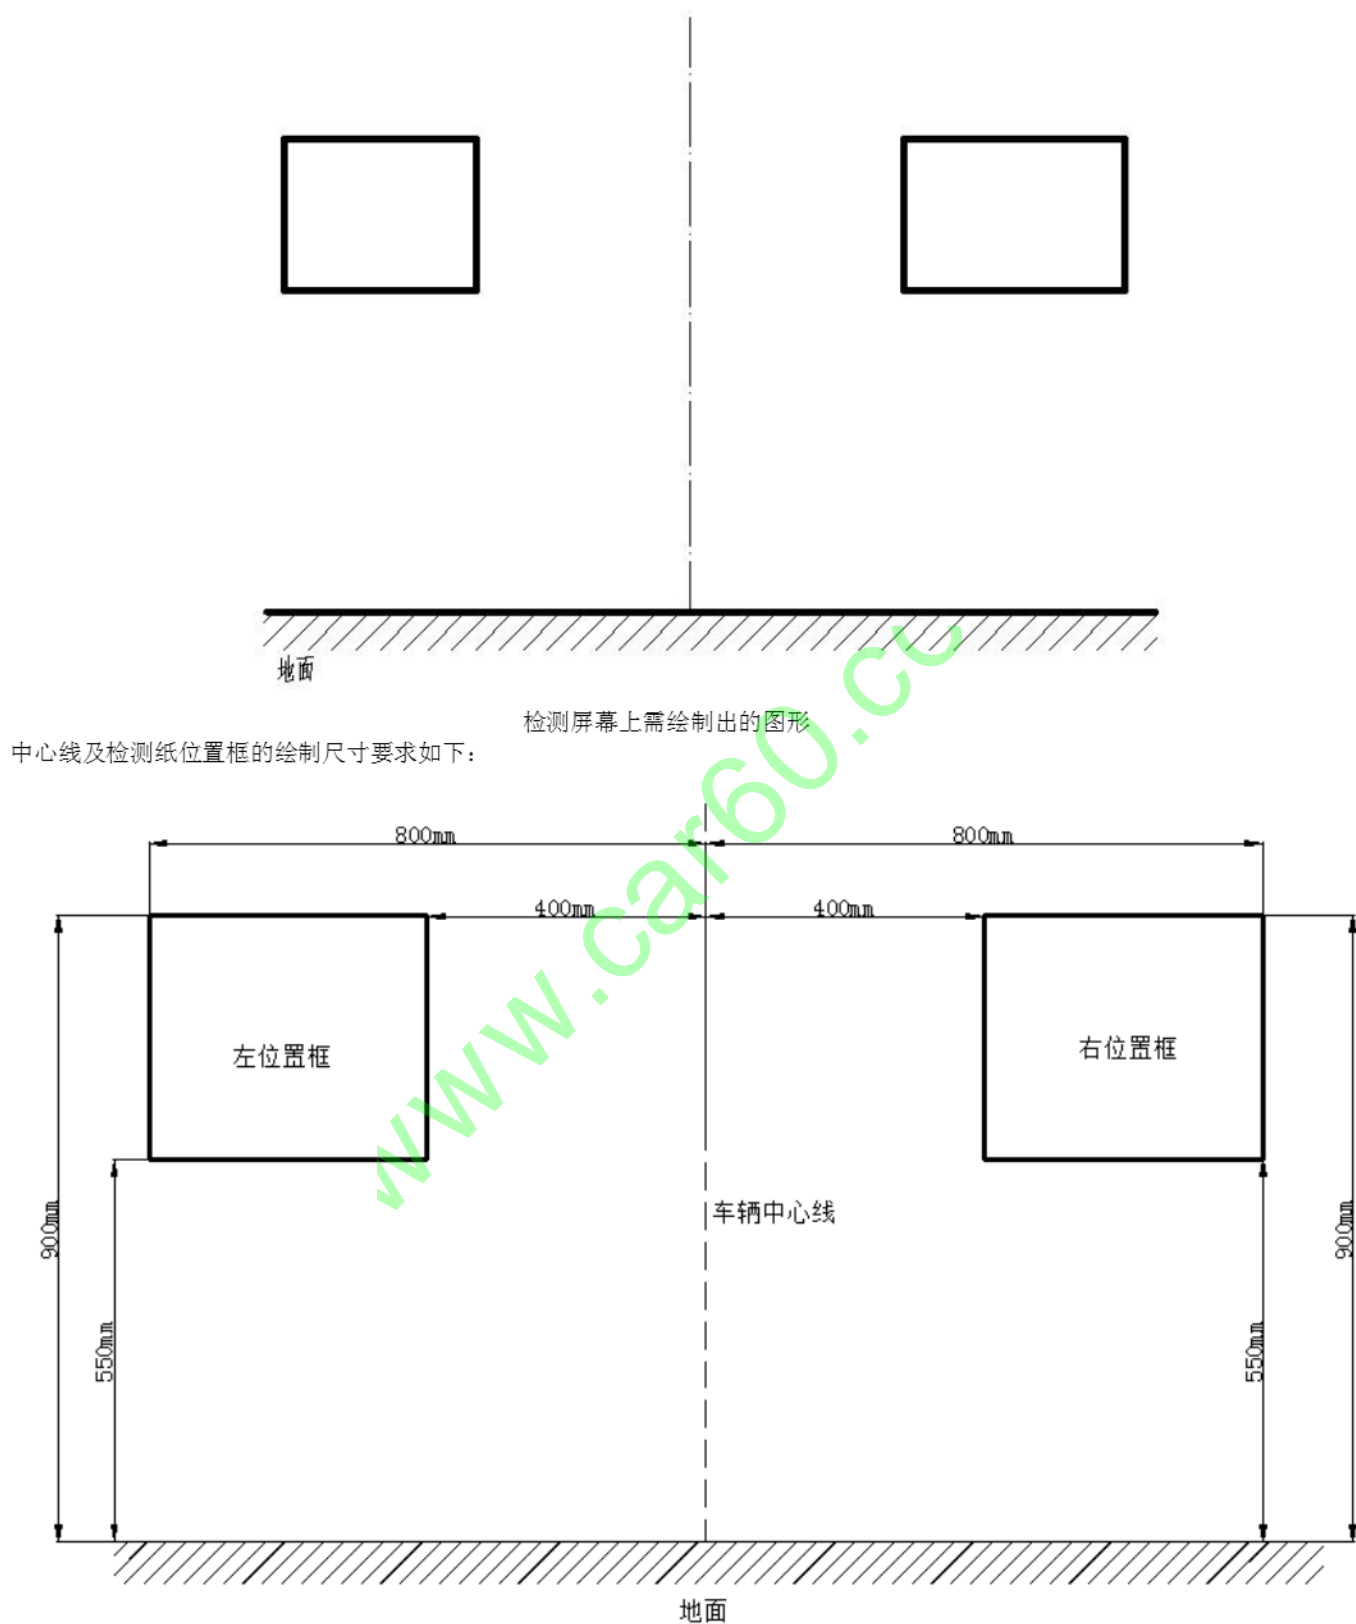 地面
检测屏幕上需绘制出的图形
中心线及检测纸位置框的绘制尺寸要求如下：
800mm 800mm
400mm 400mm
左位置框 右位置框
车辆中心线
900mm 900mm
550mm 550mm
地面
www.car60.cc